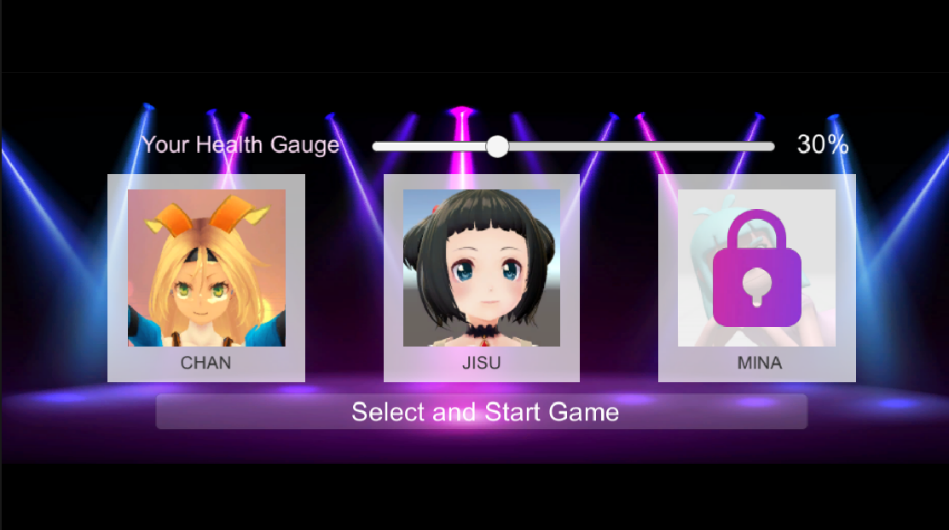 Your Health Gauge 30%
CHAN JISU MINA
Select and Start Game